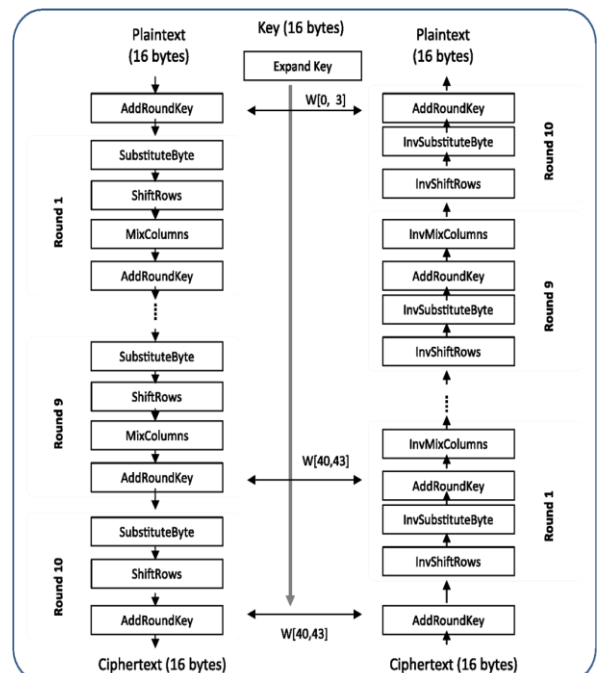 Plaintext
(16 bytes)
AddRoundKey
Round 1
SubstituteByte
ShiftRows
MixColumns
AddRoundKey
Round 9
SubstituteByte
ShiftRows
MixColumns
AddRoundKey
Round 10
SubstituteByte
ShiftRows
AddRoundKey
Ciphertext (16 bytes)
Key (16 bytes)
Expand Key
W[0, 3]
W[40,43]
W[40,43]
Plaintext
(16 bytes)
AddRoundKey
InvSubstituteByte
InvShiftRows
Round 10
InvMixColumns
AddRoundKey
InvSubstituteByte
InvShiftRows
Round 9
InvMixColumns
AddRoundKey
InvSubstituteByte
InvShiftRows
Round 1
AddRoundKey
Ciphertext (16 bytes)